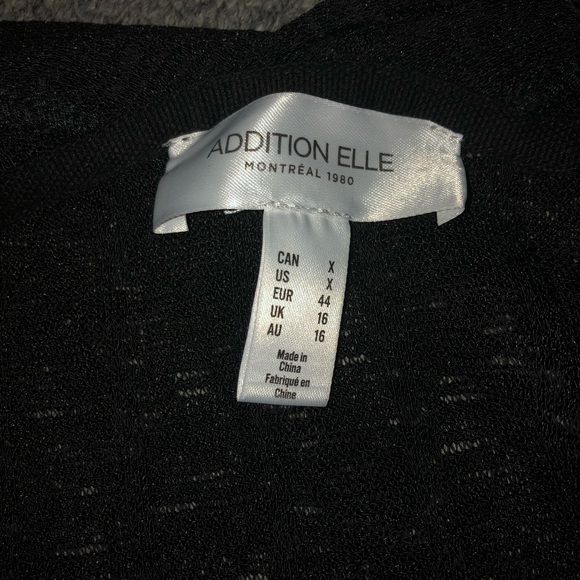 ADDITION ELLE
MONTRÉAL 1980
CAN X
US X
EUR 44
UK 16
AU 16
Made in
China
Fabriqué en
Chine